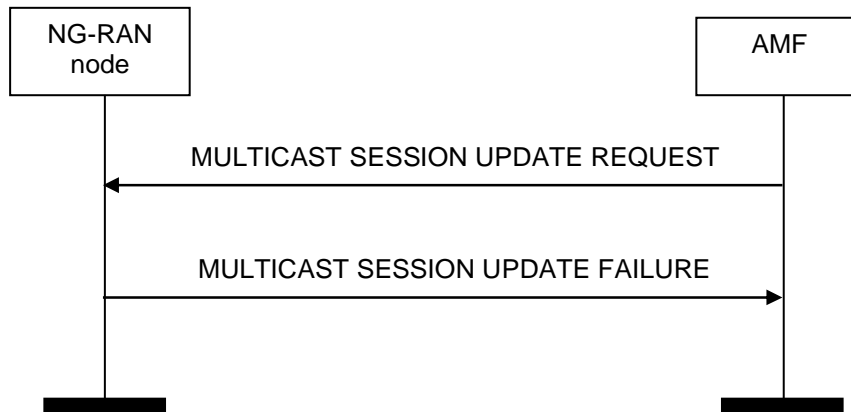 NG-RAN
node
AMF
MULTICAST SESSION UPDATE REQUEST
MULTICAST SESSION UPDATE FAILURE